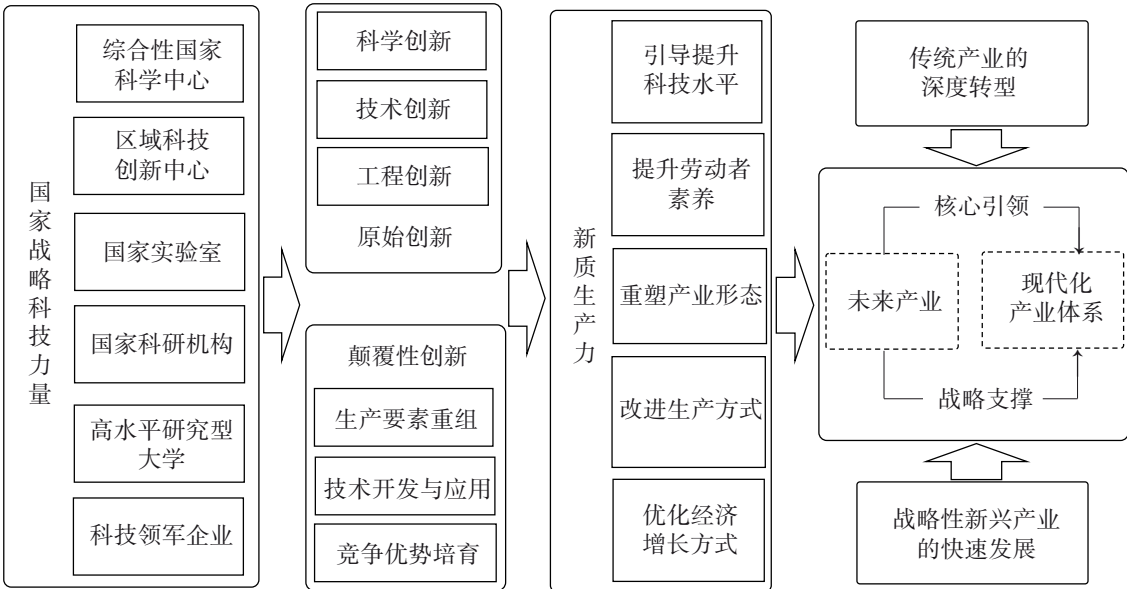 国家战略科技力量
综合性国家
科学中心
区域科技
创新中心
国家实验室
国家科研机构
高水平研究型
大学
科技领军企业
科学创新
技术创新
工程创新
原始创新
颠覆性创新
生产要素重组
技术开发与应用
竞争优势培育
新质生产力
引导提升
科技水平
提升劳动者
素养
重塑产业形态
改进生产方式
优化经济
增长方式
传统产业的
深度转型
核心引领
未来产业
现代化
产业体系
战略支撑
战略性新兴产业
的快速发展